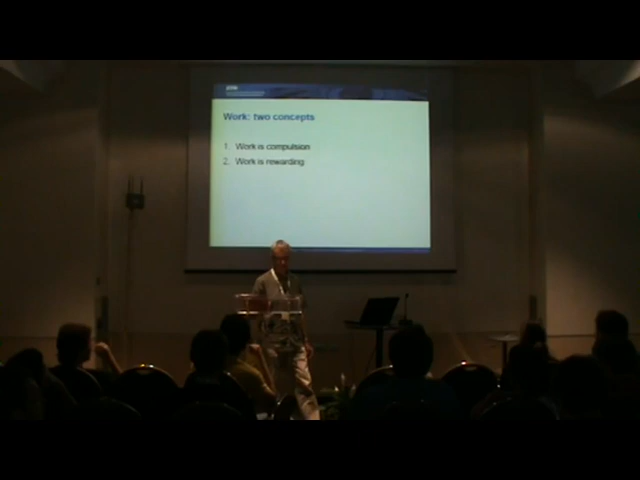 Work: two concepts
1. Work is compulsion
2. Work is rewarding